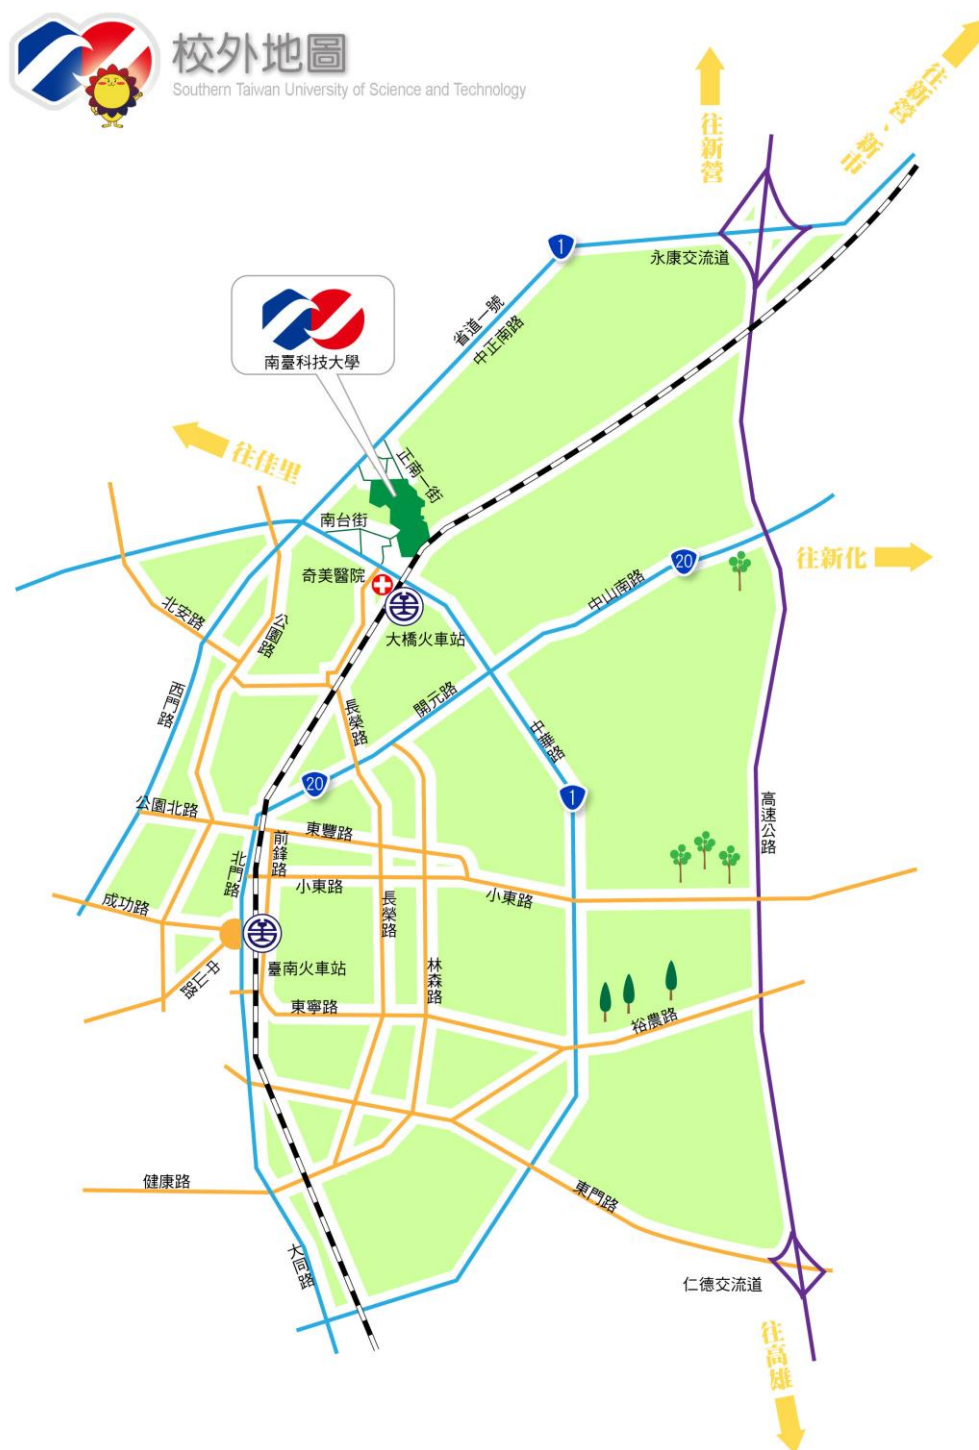 校外地圖
Southern Taiwan University of Science and Technology
往新營
往新營、新市
1
永康交流道
省道一號
中正南路
南臺科技大學
往佳里
正南一街
南台街
奇美醫院
20
往新化
中山南路
大橋火車站
北安路
公園路
西門路
長榮路
開元路
中華路
20
1
高速公路
公園北路
東豐路
前鋒路
北門路
小東路
小東路
成功路
長榮路
臺南火車站
林森路
中山路
東寧路
裕農路
健康路
東門路
大同路
仁德交流道
往高雄